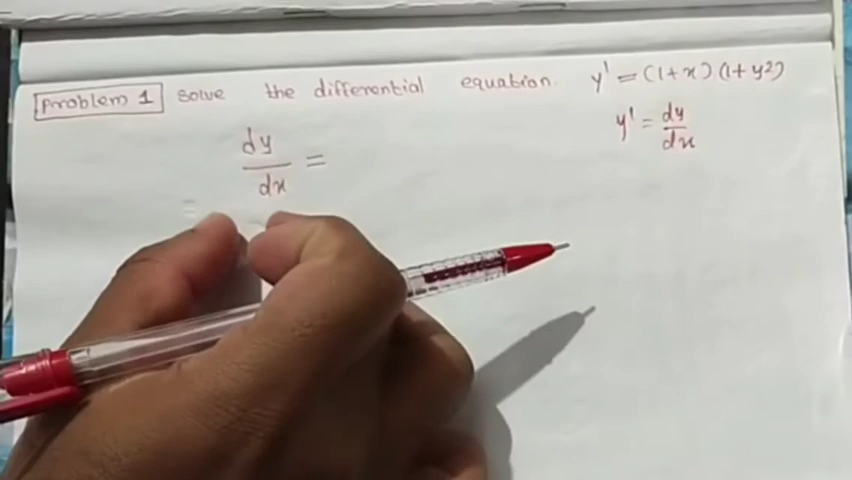 Problem 1 Solve the differential equation. y' = (1+x) (1+y²)
y' = dy/dx
dy/dx =